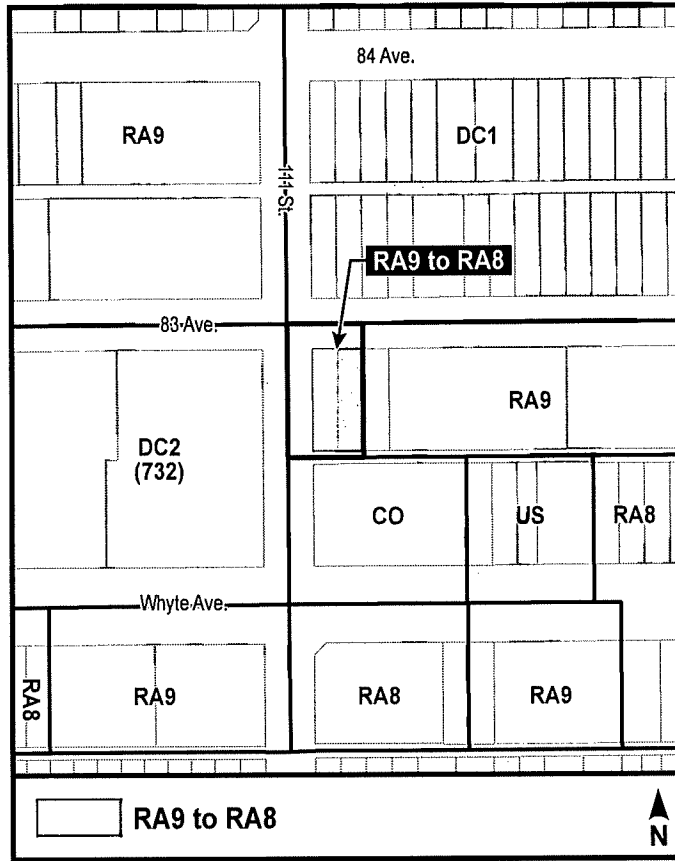 84 Ave.
RA9
DC1
111 St.
RA9 to RA8
83 Ave.
RA9
DC2
(732)
CO
US
RA8
Whyte Ave.
RA8
RA9
RA8
RA9
RA9 to RA8
N